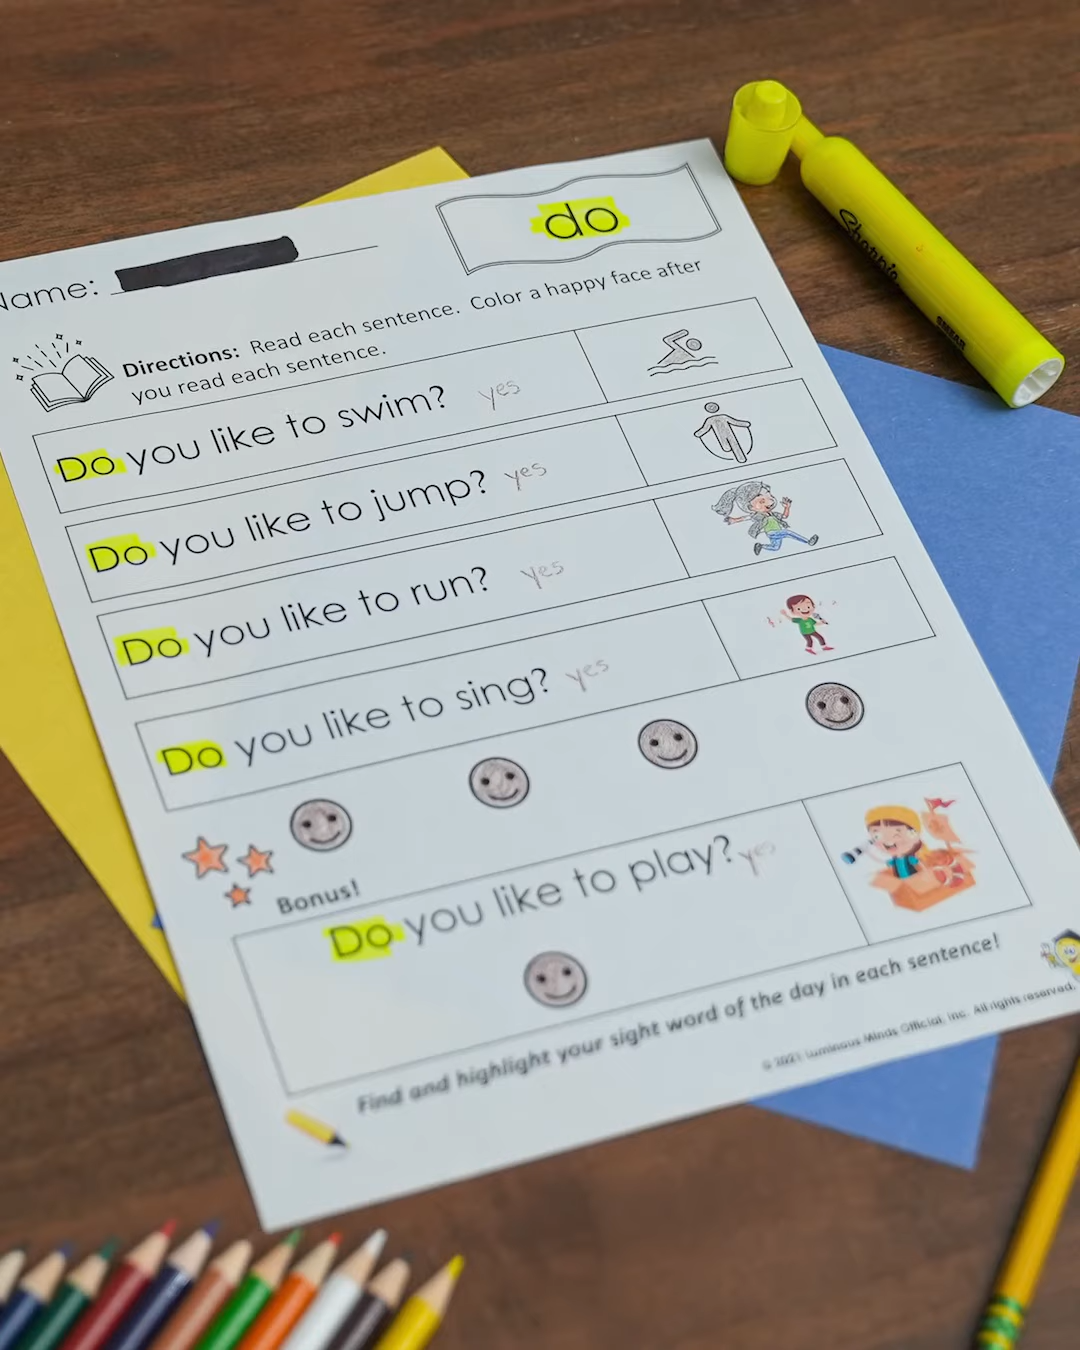 Name:
do
Directions: Read each sentence. Color a happy face after
you read each sentence.
Do you like to swim? yes
Do you like to jump? yes
Do you like to run? yes
Do you like to sing? yes
Bonus!
Do you like to play? yes
Find and highlight your sight word of the day in each sentence!
© 2021 Luminous Minds Official, Inc. All rights reserved.
Sharpie